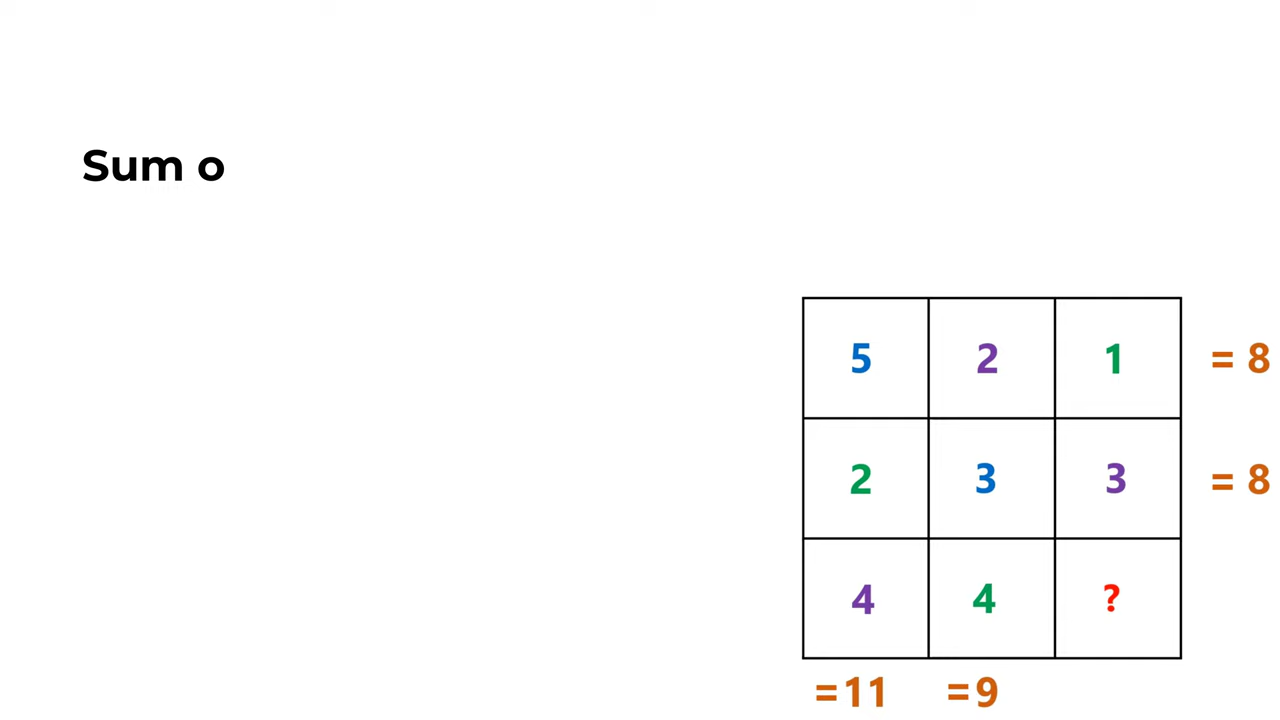 Sum o
5 2 1 = 8
2 3 3 = 8
4 4 ?
=11 =9